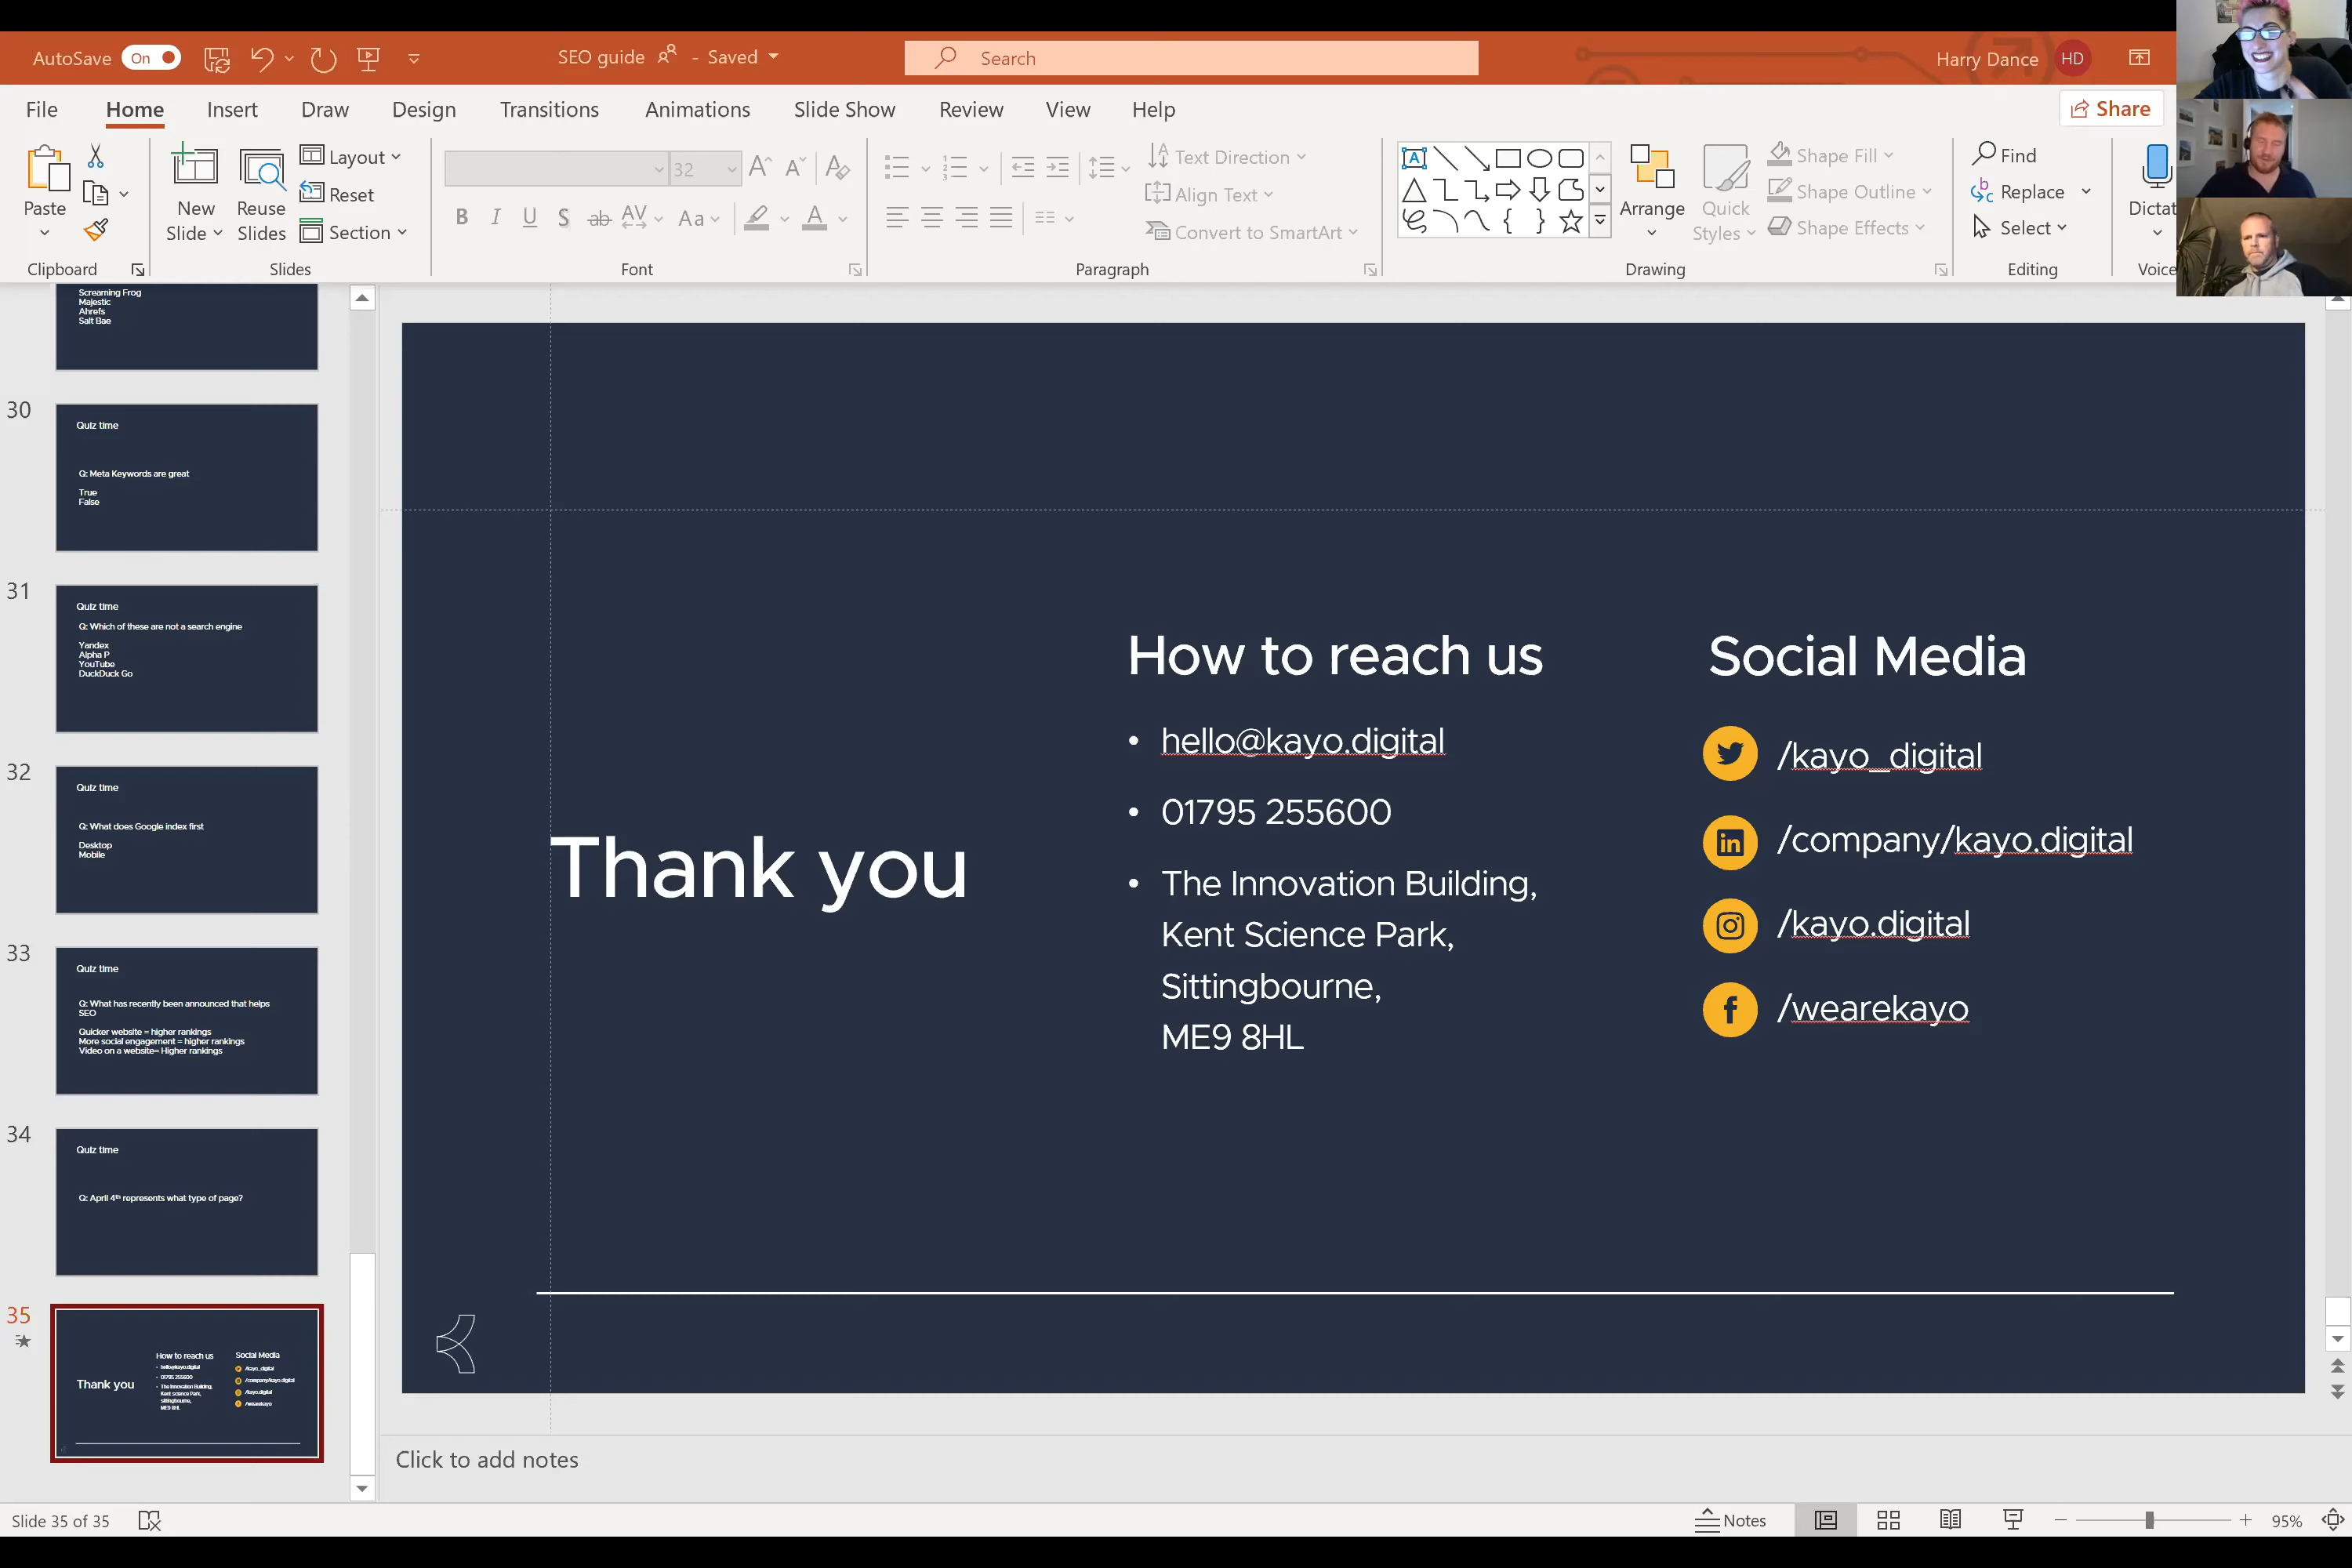 AutoSave On
SEO guide - Saved
Search
Harry Dance HD
File Home Insert Draw Design Transitions Animations Slide Show Review View Help
Share
Paste
Clipboard
New Slide
Reuse Slides
Layout
Reset
Section
Slides
32
Font
Text Direction
Align Text
Convert to SmartArt
Paragraph
Arrange
Quick Styles
Shape Fill
Shape Outline
Shape Effects
Drawing
Find
Replace
Select
Editing
Dictat
Voice
Screaming Frog
Majestic
Ahrefs
Salt Bae
30
Quiz time
Q: Meta Keywords are great
True
False
31
Quiz time
Q: Which of these are not a search engine
Yandex
Alpha P
YouTube
DuckDuck Go
32
Quiz time
Q: What does Google index first
Desktop
Mobile
33
Quiz time
Q: What has recently been announced that helps
SEO
Quicker website = higher rankings
More social engagement = higher rankings
Video on a website= Higher rankings
34
Quiz time
Q: April 4th represents what type of page?
35
Thank you
How to reach us
hello@kayo.digital
01795 255600
The Innovation Building,
Kent Science Park,
Sittingbourne,
ME9 8HL
Social Media
/kayo_digital
/company/kayo.digital
/kayo.digital
/wearekayo
Thank you
How to reach us
• hello@kayo.digital
• 01795 255600
• The Innovation Building,
Kent Science Park,
Sittingbourne,
ME9 8HL
Social Media
/kayo_digital
/company/kayo.digital
/kayo.digital
/wearekayo
Click to add notes
Slide 35 of 35
Notes
95%